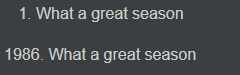 1. What a great season
1986. What a great season